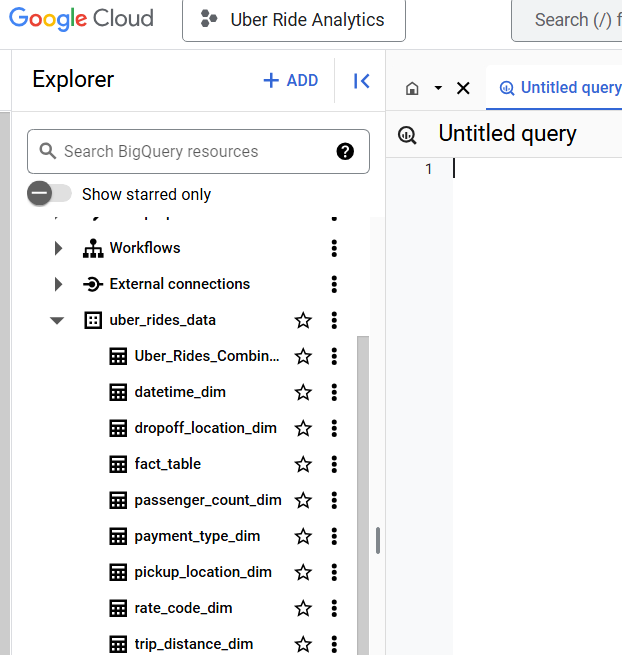 Google Cloud
Uber Ride Analytics
Search (/) f
Explorer
+ ADD
Untitled query
Search BigQuery resources
?
Untitled query
1
Show starred only
Workflows
External connections
uber_rides_data
Uber_Rides_Combin...
datetime_dim
dropoff_location_dim
fact_table
passenger_count_dim
payment_type_dim
pickup_location_dim
rate_code_dim
trip_distance_dim